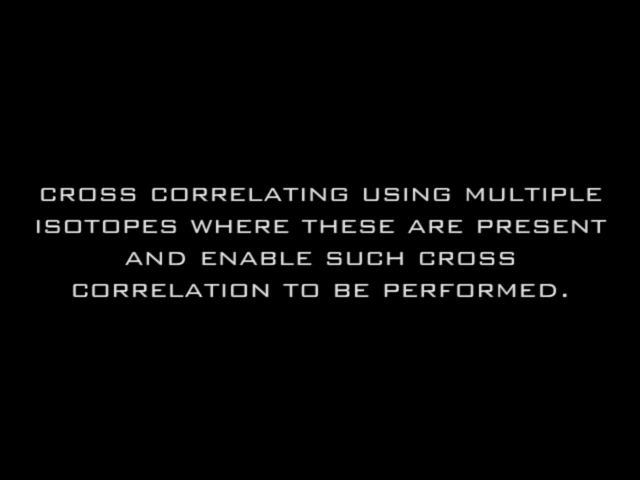 CROSS CORRELATING USING MULTIPLE
ISOTOPES WHERE THESE ARE PRESENT
AND ENABLE SUCH CROSS
CORRELATION TO BE PERFORMED.